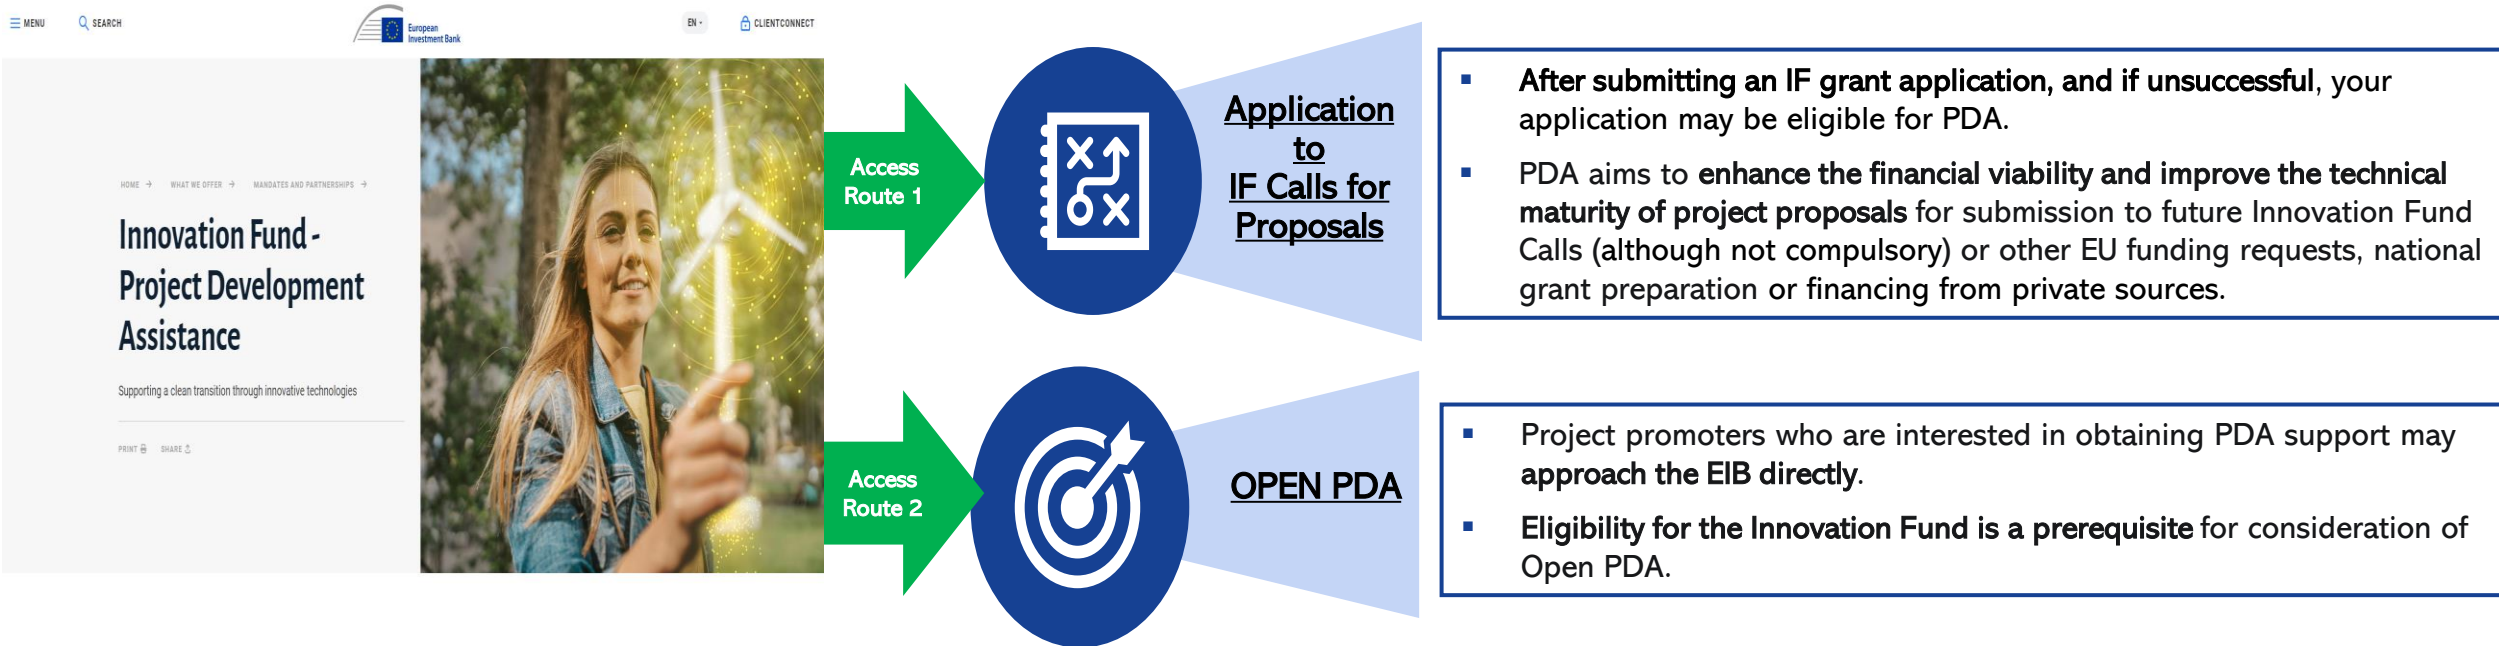 MENU
SEARCH
European
Investment Bank
EN
CLIENTCONNECT
HOME → WHAT WE OFFER → MANDATES AND PARTNERSHIPS →
Innovation Fund -
Project Development
Assistance
Supporting a clean transition through innovative technologies
PRINT
SHARE
Access
Route 1
Application
to
IF Calls for
Proposals
▪ After submitting an IF grant application, and if unsuccessful, your
application may be eligible for PDA.
▪ PDA aims to enhance the financial viability and improve the technical
maturity of project proposals for submission to future Innovation Fund
Calls (although not compulsory) or other EU funding requests, national
grant preparation or financing from private sources.
Access
Route 2
OPEN PDA
▪ Project promoters who are interested in obtaining PDA support may
approach the EIB directly.
▪ Eligibility for the Innovation Fund is a prerequisite for consideration of
Open PDA.